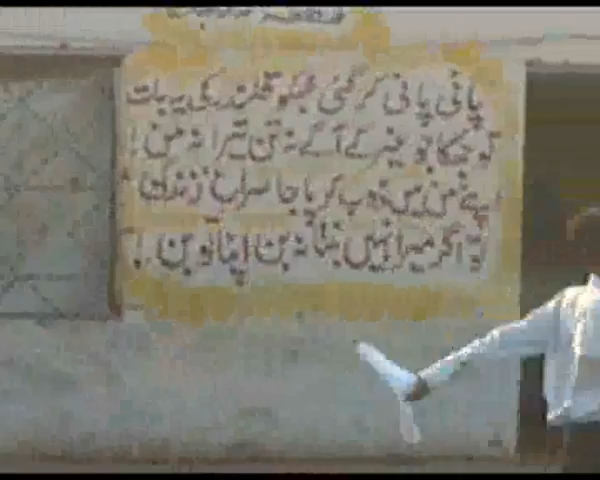 پانی پانی کر گئی مجھکو قلندر کی یہ بات
تو جھکا جو غیر کے آگے نہ تن تیرا نہ من !
اپنے من میں ڈوب کر پا جا سراغ زندگی
تو اگر میرا نہیں بنتا نہ بن اپنا تو بن !